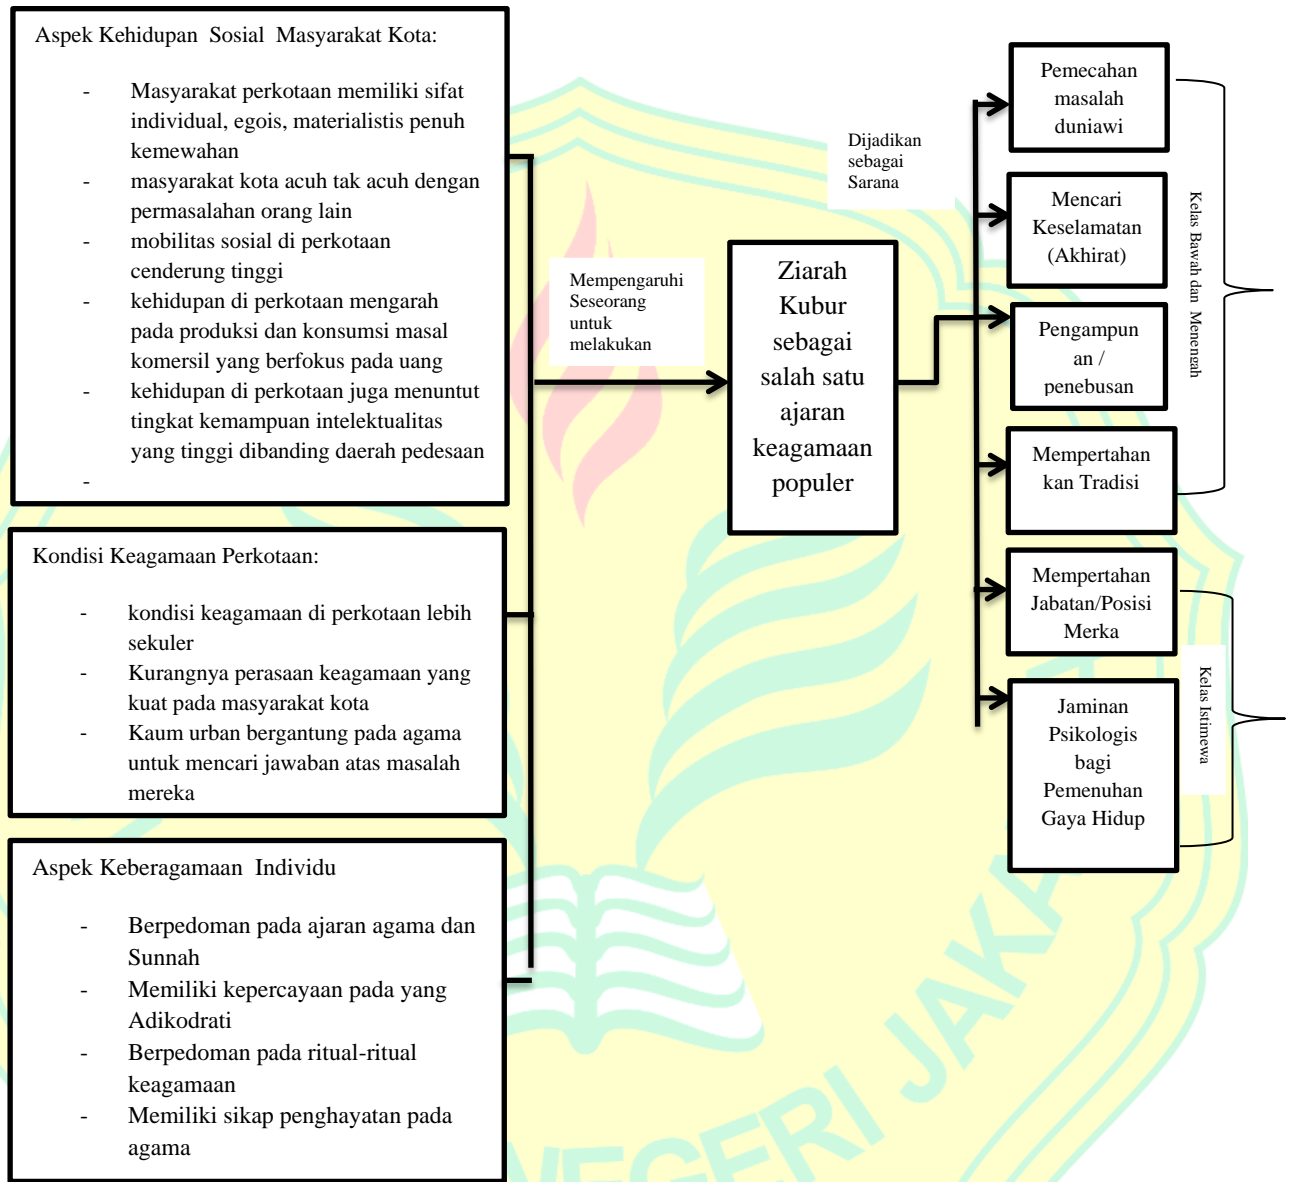 Aspek Kehidupan Sosial Masyarakat Kota:
- Masyarakat perkotaan memiliki sifat
individual, egois, materialistis penuh
kemewahan
- masyarakat kota acuh tak acuh dengan
permasalahan orang lain
- mobilitas sosial di perkotaan
cenderung tinggi
- kehidupan di perkotaan mengarah
pada produksi dan konsumsi masal
komersil yang berfokus pada uang
- kehidupan di perkotaan juga menuntut
tingkat kemampuan intelektualitas
yang tinggi dibanding daerah pedesaan
-
Kondisi Keagamaan Perkotaan:
- kondisi keagamaan di perkotaan lebih
sekuler
- Kurangnya perasaan keagamaan yang
kuat pada masyarakat kota
- Kaum urban bergantung pada agama
untuk mencari jawaban atas masalah
mereka
Aspek Keberagamaan Individu
- Berpedoman pada ajaran agama dan
Sunnah
- Memiliki kepercayaan pada yang
Adikodrati
- Berpedoman pada ritual-ritual
keagamaan
- Memiliki sikap penghayatan pada
agama
Mempengaruhi
Seseorang
untuk
melakukan
Ziarah
Kubur
sebagai
salah satu
ajaran
keagamaan
populer
Dijadikan
sebagai
Sarana
Pemecahan
masalah
duniawi
Mencari
Keselamatan
(Akhirat)
Pengampun
an /
penebusan
Mempertahan
kan Tradisi
Mempertahan
Jabatan/Posisi
Merka
Jaminan
Psikologis
bagi
Pemenuhan
Gaya Hidup
Kelas Bawah dan Menengah
Kelas Istimewa
NEGERI JAKA